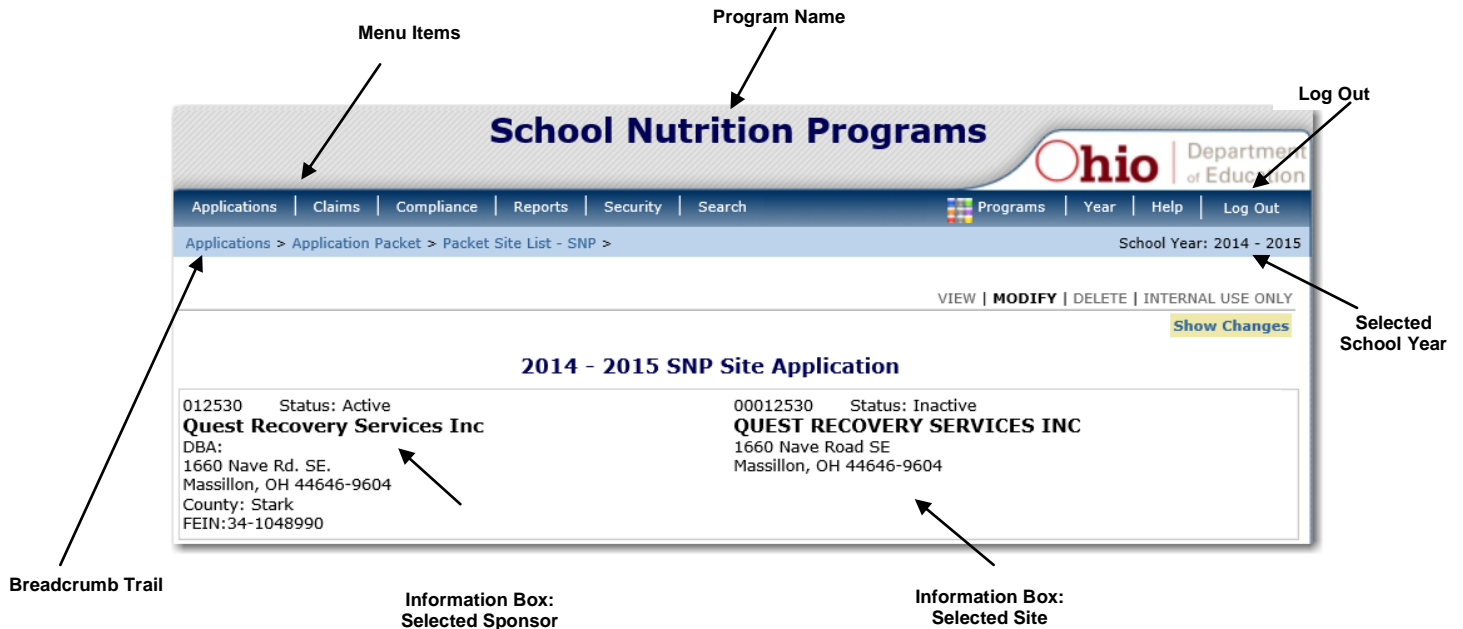 Program Name
Menu Items
Log Out
School Nutrition Programs
Ohio Department
of Education
Applications | Claims | Compliance | Reports | Security | Search Programs | Year | Help | Log Out
Applications > Application Packet > Packet Site List - SNP > School Year: 2014 - 2015
VIEW | MODIFY | DELETE | INTERNAL USE ONLY
Show Changes
Selected
School Year
2014 - 2015 SNP Site Application
012530 Status: Active
Quest Recovery Services Inc
DBA:
1660 Nave Rd. SE.
Massillon, OH 44646-9604
County: Stark
FEIN:34-1048990
00012530 Status: Inactive
QUEST RECOVERY SERVICES INC
1660 Nave Road SE
Massillon, OH 44646-9604
Breadcrumb Trail
Information Box:
Selected Sponsor
Information Box:
Selected Site